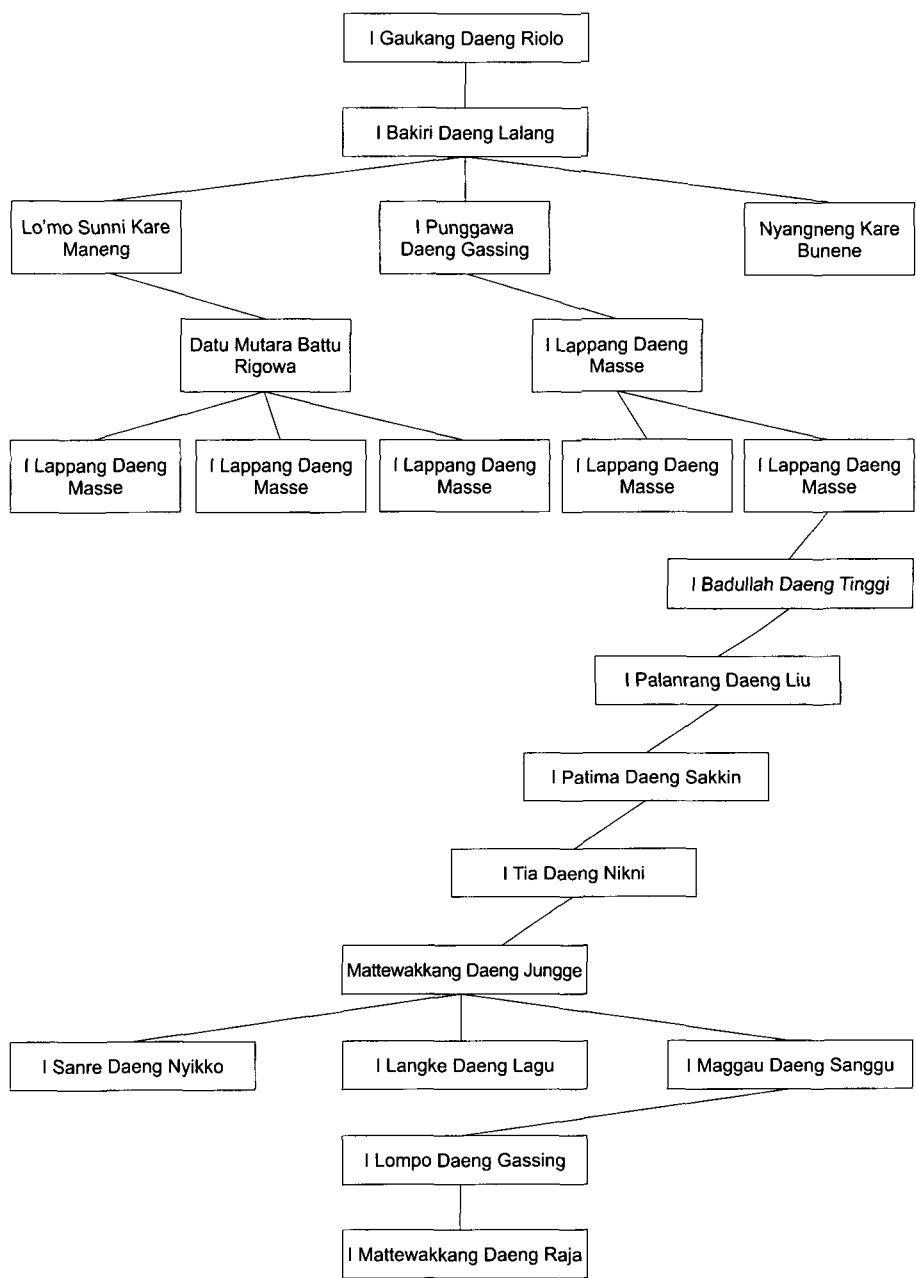 I Gaukang Daeng Riolo
I Bakiri Daeng Lalang
Lo'mo Sunni Kare
Maneng
I Punggawa
Daeng Gassing
Nyangneng Kare
Bunene
Datu Mutara Battu
Rigowa
I Lappang Daeng
Masse
I Lappang Daeng
Masse
I Lappang Daeng
Masse
I Lappang Daeng
Masse
I Lappang Daeng
Masse
I Lappang Daeng
Masse
I Badullah Daeng Tinggi
I Palanrang Daeng Liu
I Patima Daeng Sakkin
I Tia Daeng Nikni
Mattewakkang Daeng Jungge
I Sanre Daeng Nyikko
I Langke Daeng Lagu
I Maggau Daeng Sanggu
I Lompo Daeng Gassing
I Mattewakkang Daeng Raja